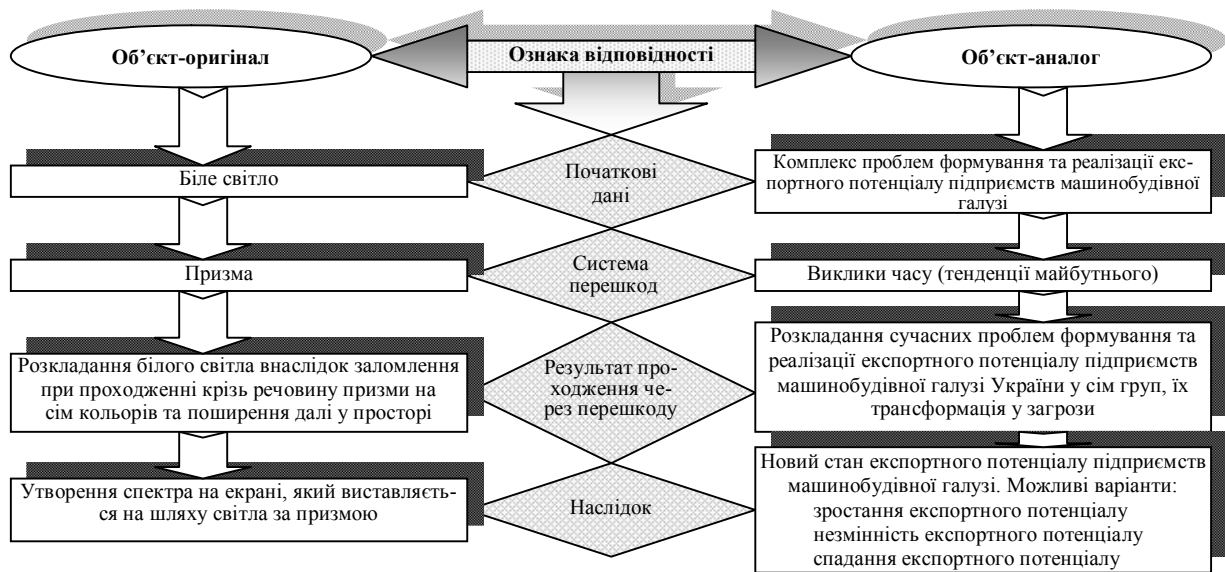 Об’єкт-оригінал
Ознака відповідності
Об’єкт-аналог
Біле світло
Початкові
дані
Комплекс проблем формування та реалізації екс-
портного потенціалу підприємств машинобудівної
галузі
Призма
Система
перешкод
Виклики часу (тенденції майбутнього)
Розкладання білого світла внаслідок заломлення
при проходженні крізь речовину призми на
сім кольорів та поширення далі у просторі
Результат про-
ходження че-
рез перешкоду
Розкладання сучасних проблем формування та
реалізації експортного потенціалу підприємств
машинобудівної галузі України у сім груп, їх
трансформація у загрози
Утворення спектра на екрані, який виставляєть-
ся на шляху світла за призмою
Наслідок
Новий стан експортного потенціалу підприємств
машинобудівної галузі. Можливі варіанти:
зростання експортного потенціалу
незмінність експортного потенціалу
спадання експортного потенціалу